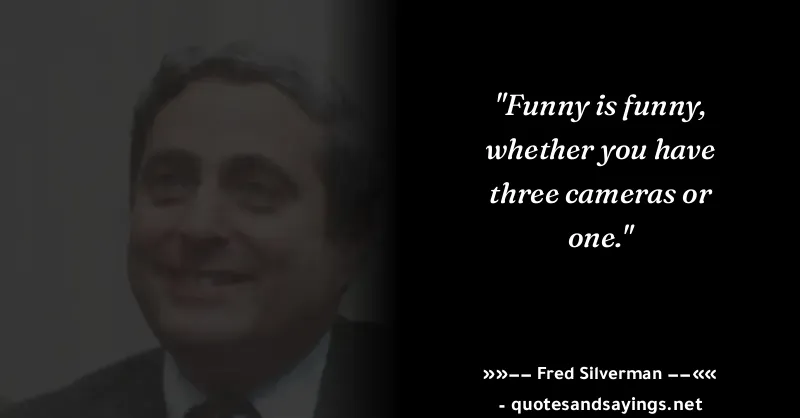 "Funny is funny,
whether you have
three cameras or
one."
»»−− Fred Silverman −−««
- quotesandsayings.net